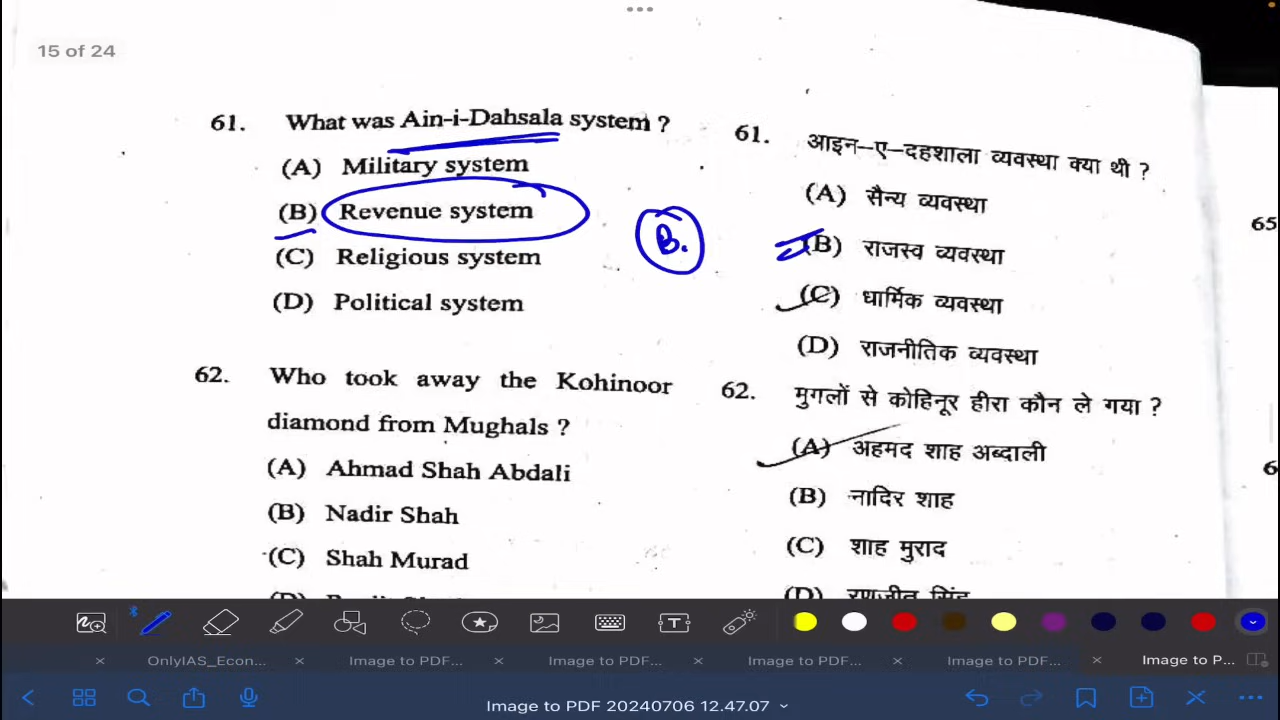 15 of 24
61. What was Ain-i-Dahsala system ?
(A) Military system
(B) Revenue system
(C) Religious system
(D) Political system
B.
62. Who took away the Kohinoor
diamond from Mughals ?
(A) Ahmad Shah Abdali
(B) Nadir Shah
(C) Shah Murad
61. आइन-ए-दहशाला व्यवस्था क्या थी ?
(A) सैन्य व्यवस्था
(B) राजस्व व्यवस्था
(C) धार्मिक व्यवस्था
(D) राजनीतिक व्यवस्था
62. मुगलों से कोहिनूर हीरा कौन ले गया ?
(A) अहमद शाह अब्दाली
(B) नादिर शाह
(C) शाह मुराद
(D) रणजीत सिंह
65
6
T
OnlyIAS_Econ...
Image to PDF...
Image to PDF...
Image to PDF...
Image to PDF...
Image to P...
Image to PDF 20240706 12.47.07